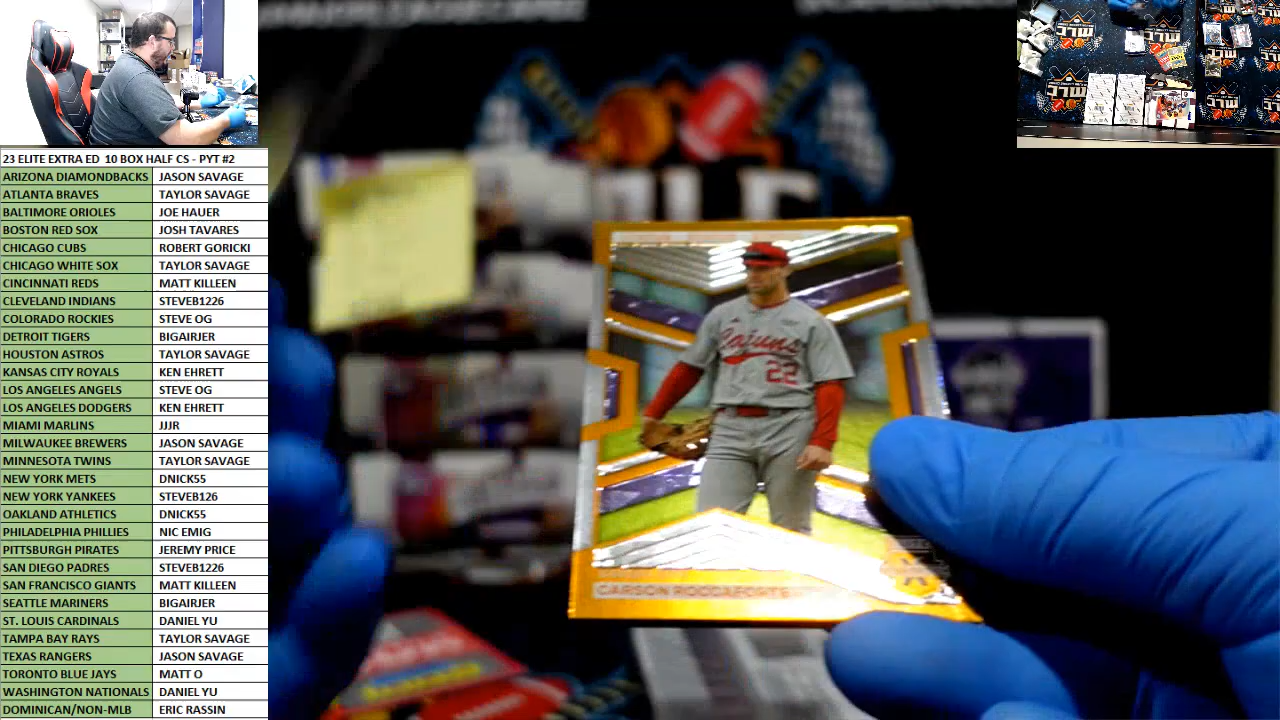 23 ELITE EXTRA ED 10 BOX HALF CS - PYT #2
ARIZONA DIAMONDBACKS JASON SAVAGE
ATLANTA BRAVES TAYLOR SAVAGE
BALTIMORE ORIOLES JOE HAUER
BOSTON RED SOX JOSH TAVARES
CHICAGO CUBS ROBERT GORICKI
CHICAGO WHITE SOX TAYLOR SAVAGE
CINCINNATI REDS MATT KILLEEN
CLEVELAND INDIANS STEVEB1226
COLORADO ROCKIES STEVE OG
DETROIT TIGERS BIGAIRJER
HOUSTON ASTROS TAYLOR SAVAGE
KANSAS CITY ROYALS KEN EHRETT
LOS ANGELES ANGELS STEVE OG
LOS ANGELES DODGERS KEN EHRETT
MIAMI MARLINS JJJR
MILWAUKEE BREWERS JASON SAVAGE
MINNESOTA TWINS TAYLOR SAVAGE
NEW YORK METS DNICK55
NEW YORK YANKEES STEVEB126
OAKLAND ATHLETICS DNICK55
PHILADELPHIA PHILLIES NIC EMIG
PITTSBURGH PIRATES JEREMY PRICE
SAN DIEGO PADRES STEVEB1226
SAN FRANCISCO GIANTS MATT KILLEEN
SEATTLE MARINERS BIGAIRJER
ST. LOUIS CARDINALS DANIEL YU
TAMPA BAY RAYS TAYLOR SAVAGE
TEXAS RANGERS JASON SAVAGE
TORONTO BLUE JAYS MATT O
WASHINGTON NATIONALS DANIEL YU
DOMINICAN/NON-MLB ERIC RASSIN
Cajuns
22
CARSON ROCCAFORTE